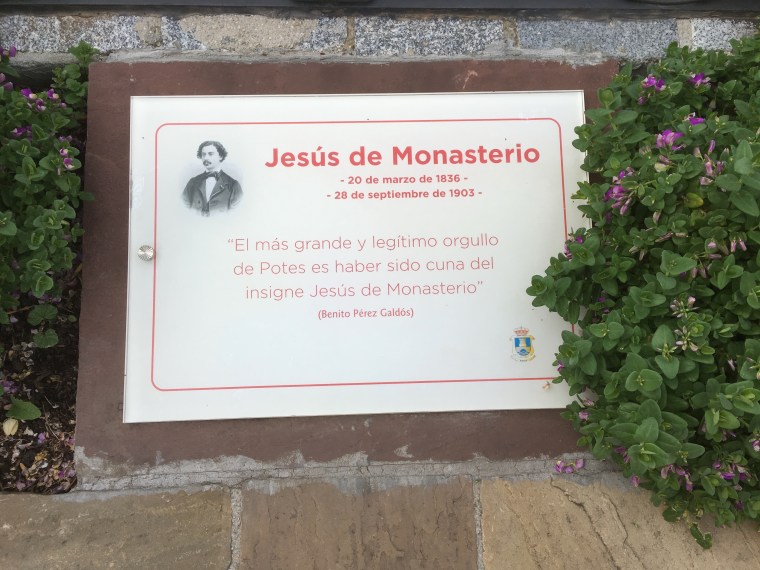 Jesús de Monasterio
- 20 de marzo de 1836 -
- 28 de septiembre de 1903 -
“El más grande y legítimo orgullo
de Potes es haber sido cuna del
insigne Jesús de Monasterio”
(Benito Pérez Galdós)